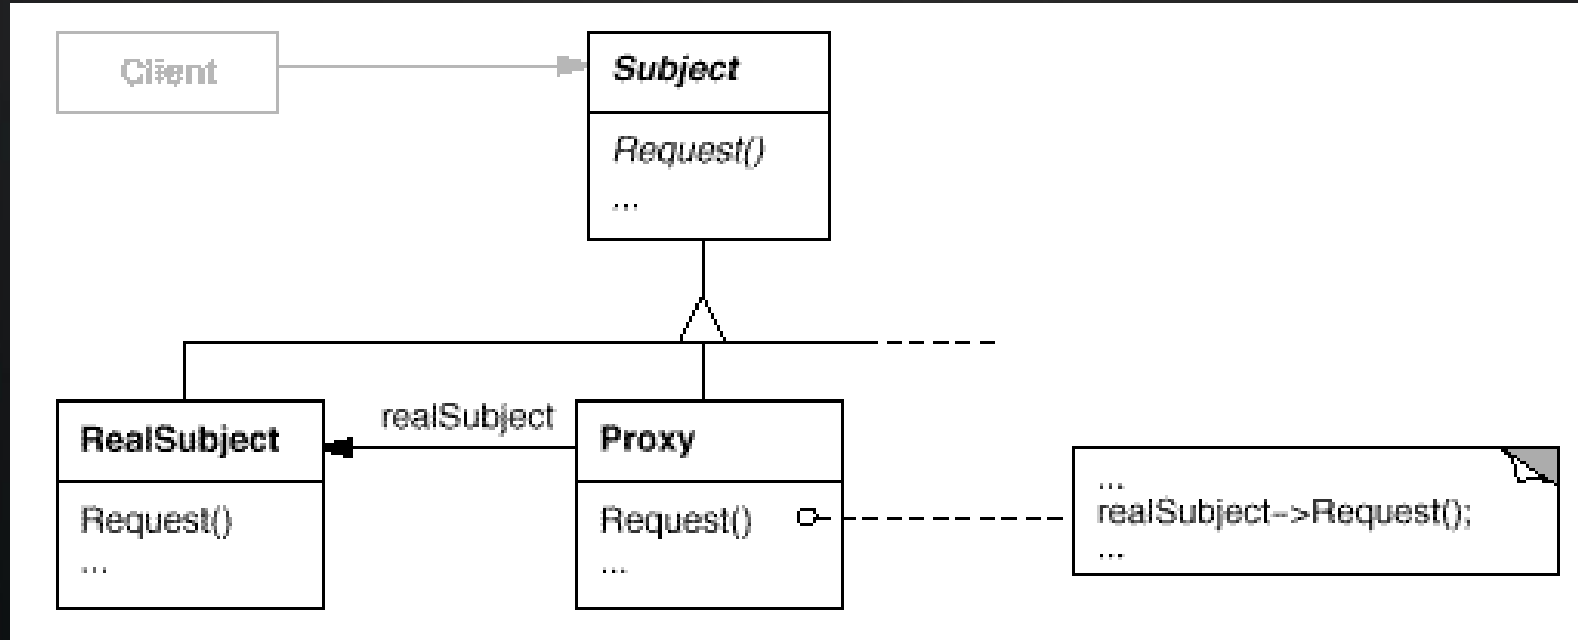 Client
Subject
Request()
...
realSubject
RealSubject
Request()
...
Proxy
Request()
...
...
realSubject->Request();
...